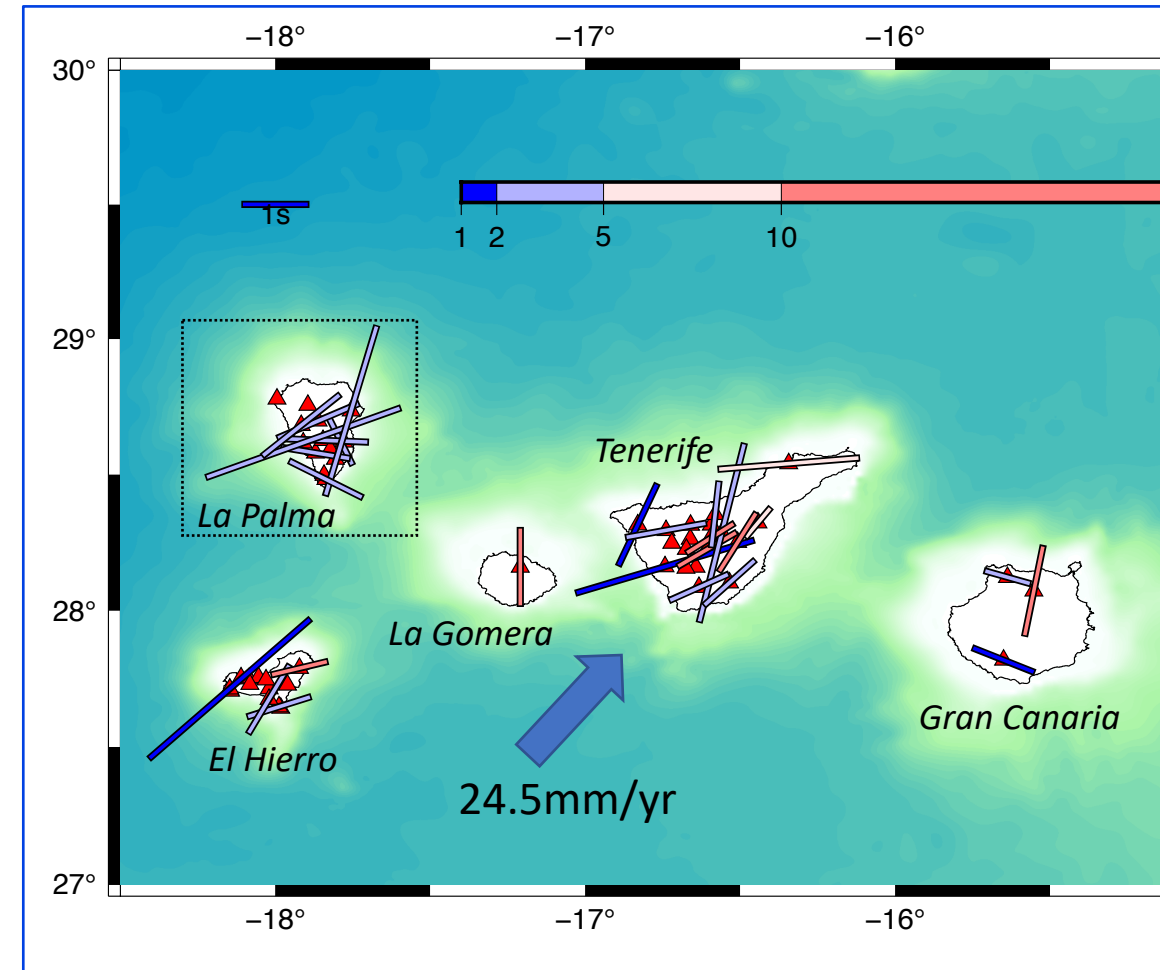 −18° −17° −16°
30°
1s
1 2 5 10
29°
Tenerife
La Palma
28°
La Gomera
Gran Canaria
El Hierro
24.5mm/yr
27°
−18° −17° −16°